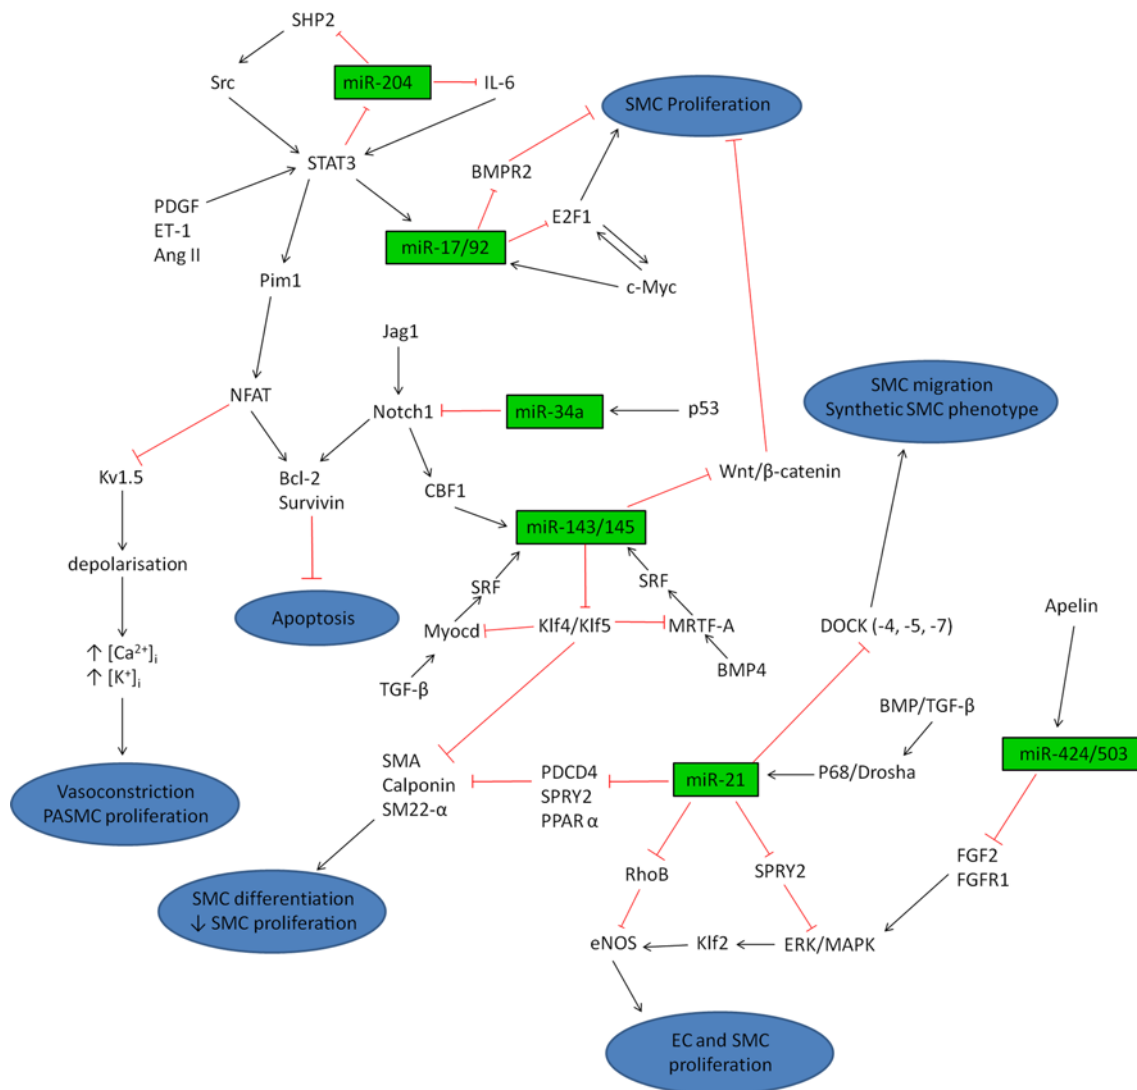 SHP2
Src
miR-204
IL-6
SMC Proliferation
STAT3
BMPR2
PDGF
ET-1
Ang II
E2F1
miR-17/92
Pim1
c-Myc
Jag1
SMC migration
Synthetic SMC phenotype
NFAT
Notch1
miR-34a
p53
Kv1.5
Bcl-2
Survivin
CBF1
Wnt/β-catenin
miR-143/145
depolarisation
SRF
SRF
Apoptosis
Myocd
Klf4/Klf5
MRTF-A
DOCK (-4, -5, -7)
Apelin
↑ [Ca²⁺]ᵢ
↑ [K⁺]ᵢ
TGF-β
BMP4
BMP/TGF-β
miR-424/503
SMA
Calponin
SM22-α
PDCD4
SPRY2
PPAR α
miR-21
P68/Drosha
Vasoconstriction
PASMC proliferation
RhoB
SPRY2
FGF2
FGFR1
SMC differentiation
↓ SMC proliferation
eNOS
Klf2
ERK/MAPK
EC and SMC
proliferation